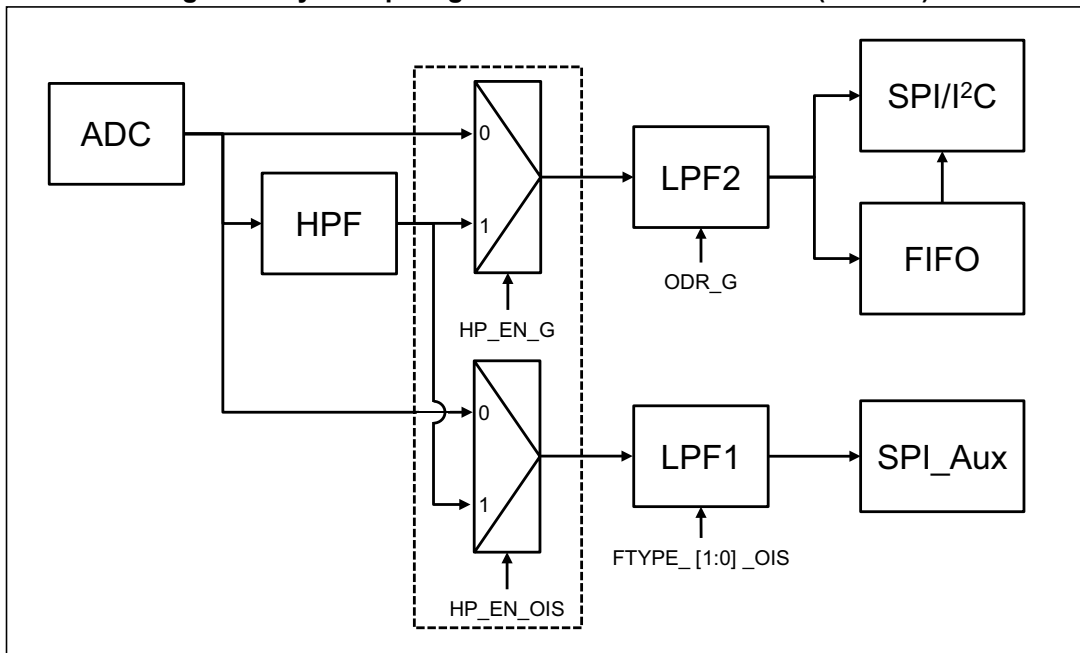 ADC
HPF
0
1
HP_EN_G
LPF2
ODR_G
SPI/I²C
FIFO
0
1
HP_EN_OIS
LPF1
FTYPE_ [1:0] _OIS
SPI_Aux